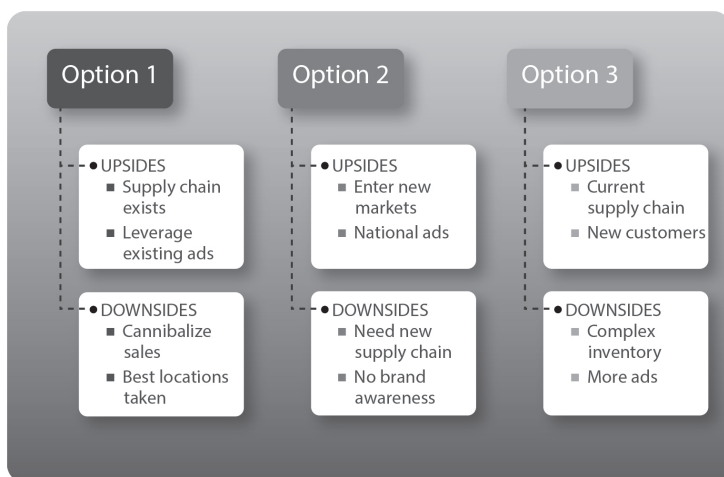 Option 1
UPSIDES
Supply chain
exists
Leverage
existing ads
DOWNSIDES
Cannibalize
sales
Best locations
taken
Option 2
UPSIDES
Enter new
markets
National ads
DOWNSIDES
Need new
supply chain
No brand
awareness
Option 3
UPSIDES
Current
supply chain
New customers
DOWNSIDES
Complex
inventory
More ads